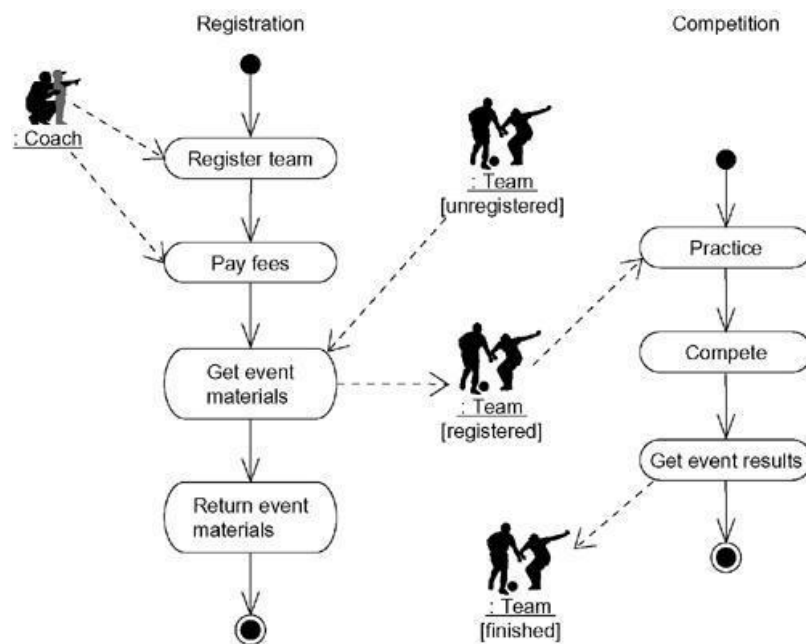 Registration
Competition
: Coach
Register team
: Team
[unregistered]
Pay fees
Practice
Get event
materials
: Team
[registered]
Compete
Return event
materials
Get event results
: Team
[finished]